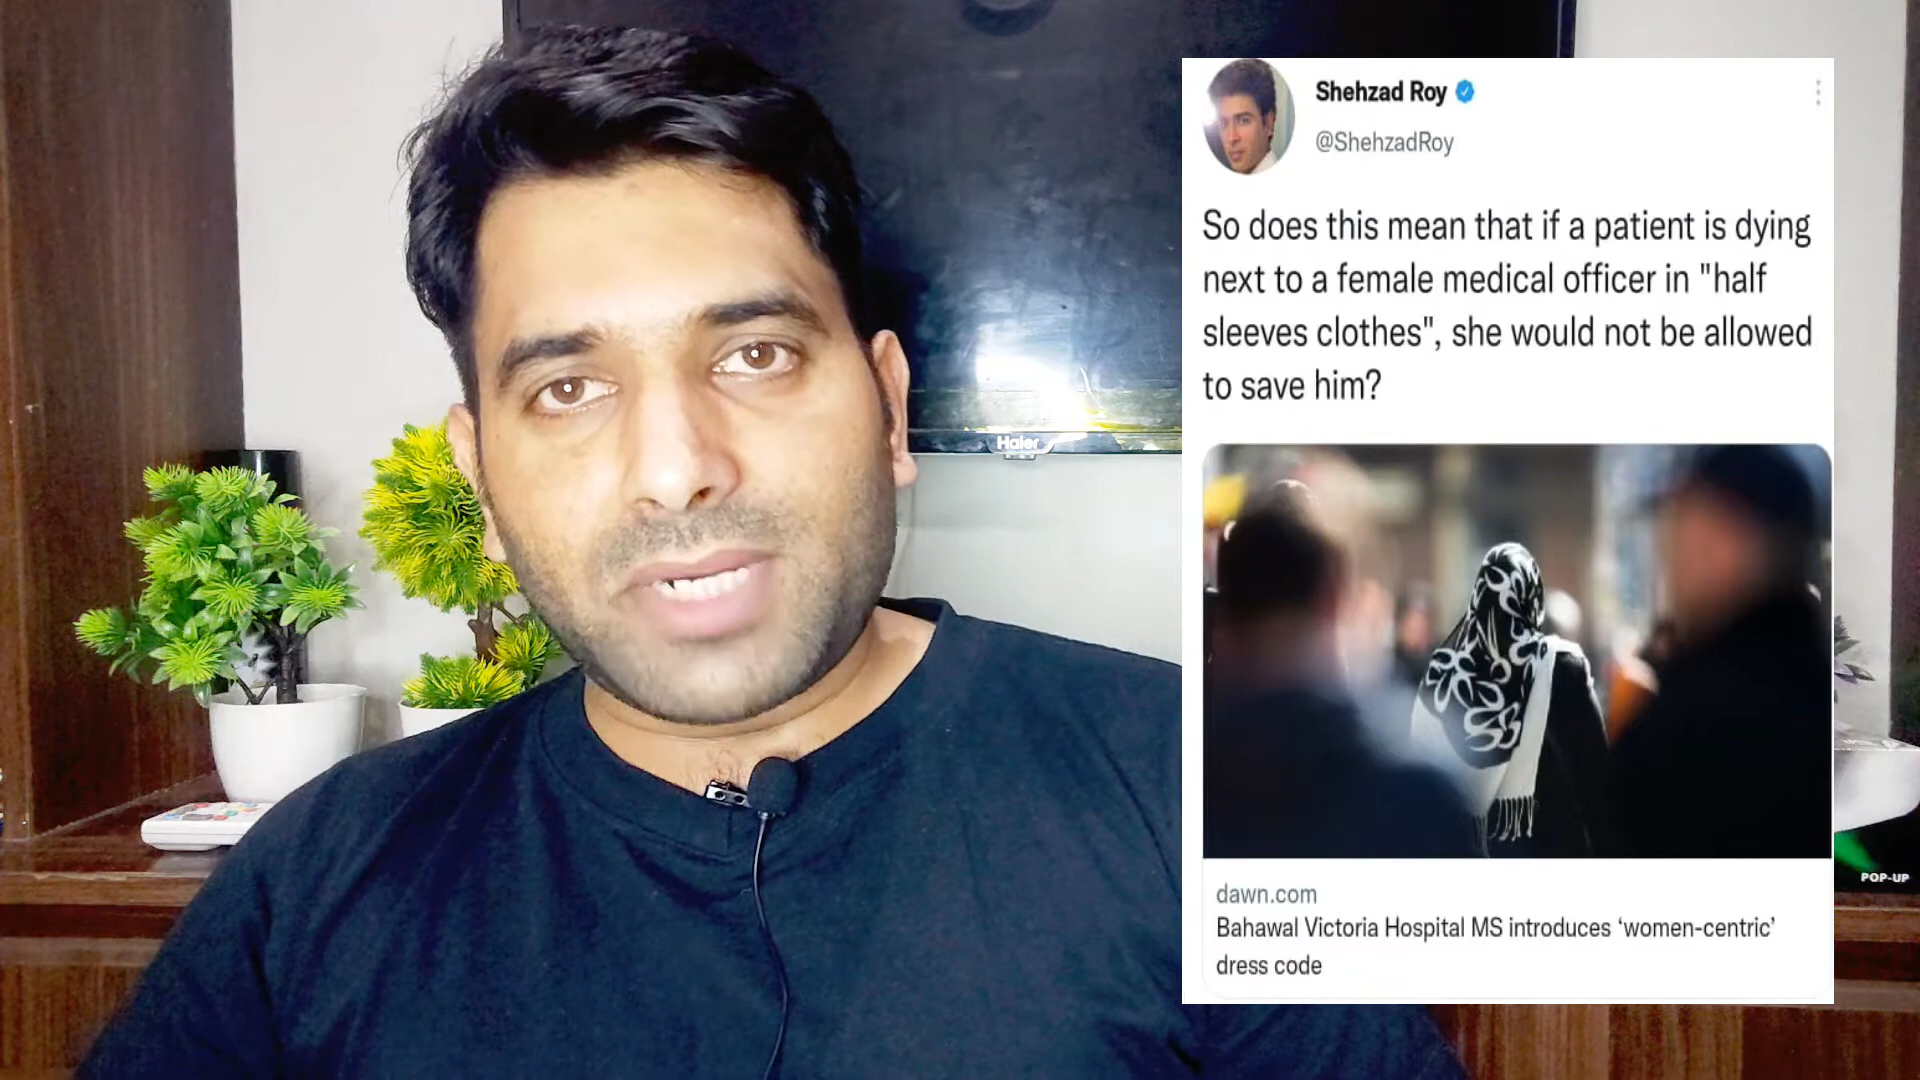 Shehzad Roy
@ShehzadRoy
So does this mean that if a patient is dying
next to a female medical officer in "half
sleeves clothes", she would not be allowed
to save him?
dawn.com
Bahawal Victoria Hospital MS introduces ‘women-centric’
dress code
Haier
POP-UP